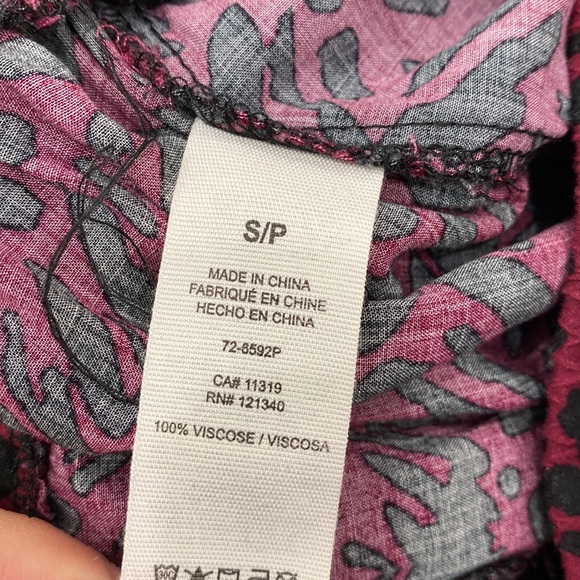 S/P
MADE IN CHINA
FABRIQUÉ EN CHINE
HECHO EN CHINA
72-6592P
CA# 11319
RN# 121340
100% VISCOSE / VISCOSA